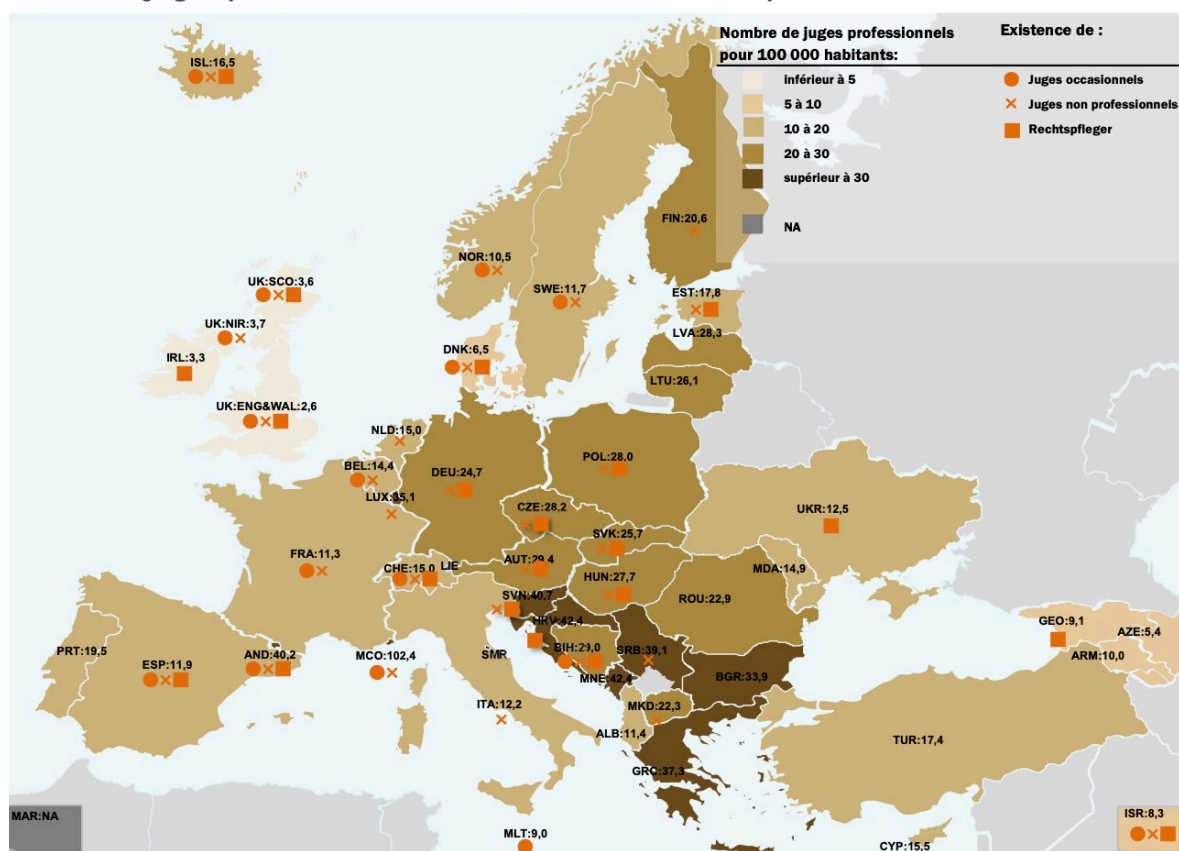 Nombre de juges professionnels
pour 100 000 habitants:
Existence de :
inférieur à 5
5 à 10
10 à 20
20 à 30
supérieur à 30
NA
Juges occasionnels
Juges non professionnels
Rechtspfleger
ISL:16,5
FIN:20,6
NOR:10,5
SWE:11,7
UK:SCO:3,6
EST:17,8
UK:NIR:3,7
LVA:28,3
IRL:3,3
DNK:6,5
LTU:26,1
UK:ENG&WAL:2,6
NLD:15,0
BEL:14,4
DEU:24,7
POL:28,0
LUX:35,1
CZE:28.2
UKR:12,5
SVK:25,7
FRA:11,3
CHE:15.0
LIE
AUT:29.4
HUN:27,7
MDA:14,9
ROU:22,9
SVN:40.7
HRV:42,4
GEO:9,1
AZE:5,4
PRT:19,5
ESP:11,9
AND:40,2
MCO:102,4
SMR
BIH:29,0
SRB:39,1
ARM:10,0
MNE:42,4
BGR:33,9
ITA:12,2
MKD:22,3
ALB:11,4
TUR:17,4
GRC:37,3
MAR:NA
MLT:9,0
CYP:15,5
ISR:8,3